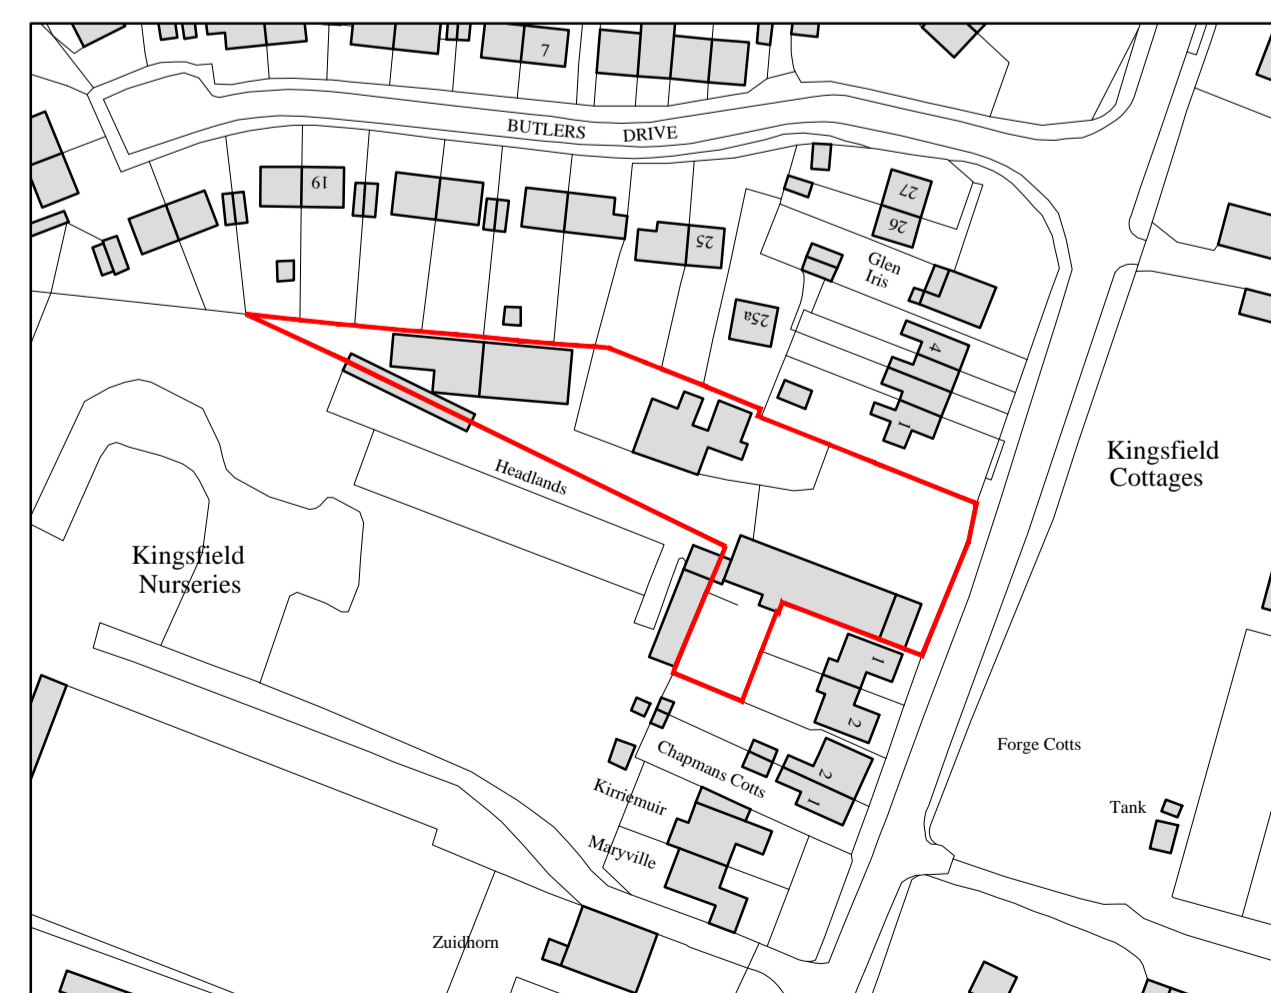 7
BUTLERS DRIVE
19
27
26
25
Glen
Iris
25a
4
1
Kingsfield
Cottages
Headlands
Kingsfield
Nurseries
1
2
Forge Cotts
Chapmans Cotts
2
1
Kirriemuir
Tank
Maryville
Zuidhorn